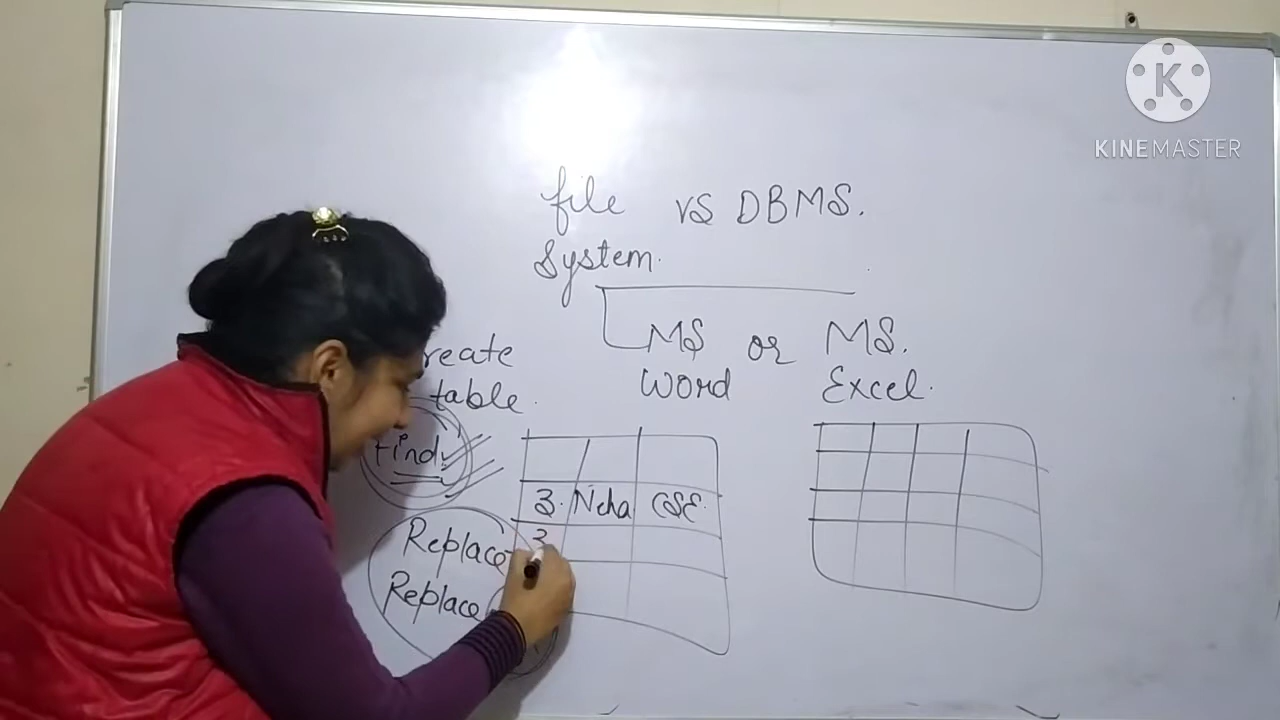 K
KINEMASTER
file vs DBMS.
System.
MS or MS.
Word Excel.
reate
table.
Find
3. Neha CSE.
Replace
Replace